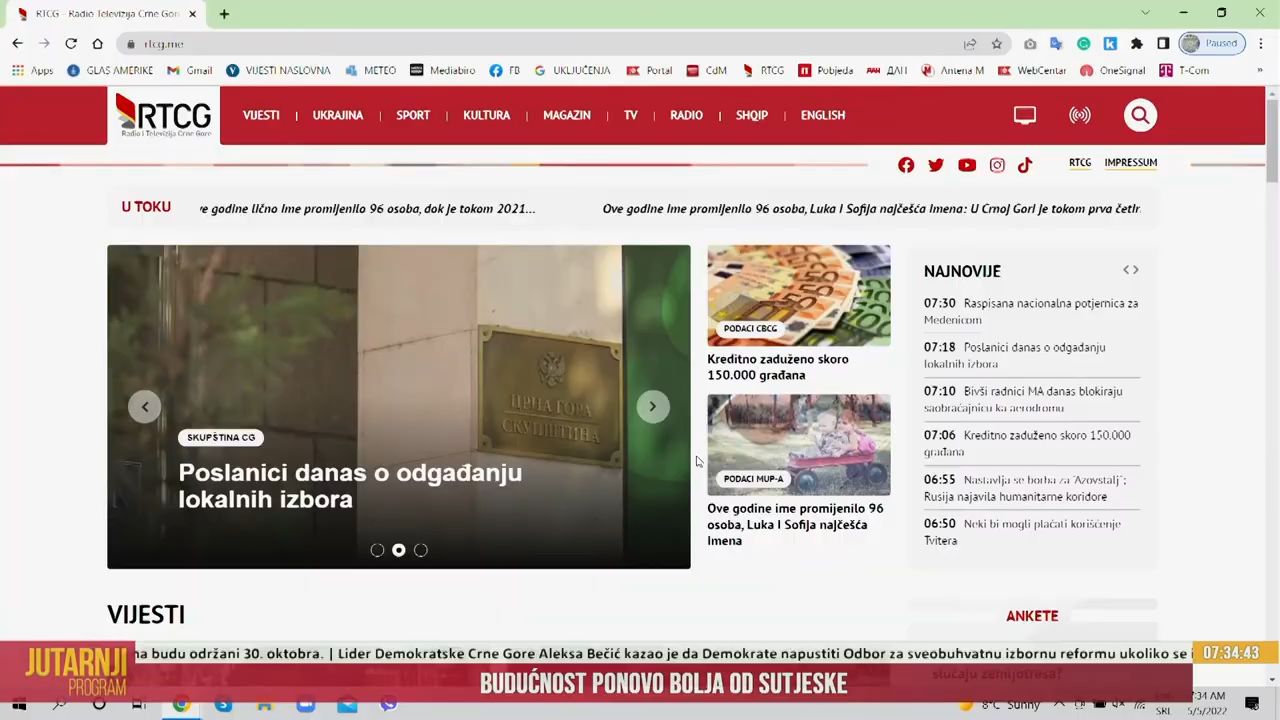 RTCG - Radio Televizija Crne Gor
rtcg.me
Paused
Apps GLAS AMERIKE Gmail VIJESTI NASLOVNA METEO Mediabiro FB UKLJUČENJA Portal CdM RTCG Pobjeda ДАН Antena M WebCentar OneSignal T-Com
RTCG
Radio i Televizija Crne Gore
VIJESTI | UKRAJINA | SPORT | KULTURA | MAGAZIN | TV | RADIO | SHQIP | ENGLISH
RTCG IMPRESSUM
U TOKU
ve godine lično ime promijenilo 96 osoba, dok je tokom 2021...
Ove godine ime promijenilo 96 osoba, Luka i Sofija najčešća imena: U Crnoj Gori je tokom prva četir
ЦРНА ГОРА
СКУПШТИНА
SKUPŠTINA CG
Poslanici danas o odgađanju
lokalnih izbora
PODACI CBCG
Kreditno zaduženo skoro
150.000 građana
PODACI MUP-A
Ove godine ime promijenilo 96
osoba, Luka i Sofija najčešća
imena
NAJNOVIJE
07:30 Raspisana nacionalna potjernica za
Medenicom
07:18 Poslanici danas o odgađanju
lokalnih izbora
07:10 Bivši radnici MA danas blokiraju
saobraćajnicu ka aerodromu
07:06 Kreditno zaduženo skoro 150.000
građana
06:55 Nastavlja se borba za "Azovstalj";
Rusija najavila humanitarne koridore
06:50 Neki bi mogli plaćati korišćenje
Tvitera
VIJESTI
ANKETE
JUTARNJI
PROGRAM
na budu održani 30. oktobra. | Lider Demokratske Crne Gore Aleksa Bečić kazao je da Demokrate napustiti Odbor za sveobuhvatnu izbornu reformu ukoliko se i
07:34:43
slučaju zemljotresa?
BUDUĆNOST PONOVO BOLJA OD SUTJESKE
8°C Sunny
SRL
:34 AM
5/5/2022